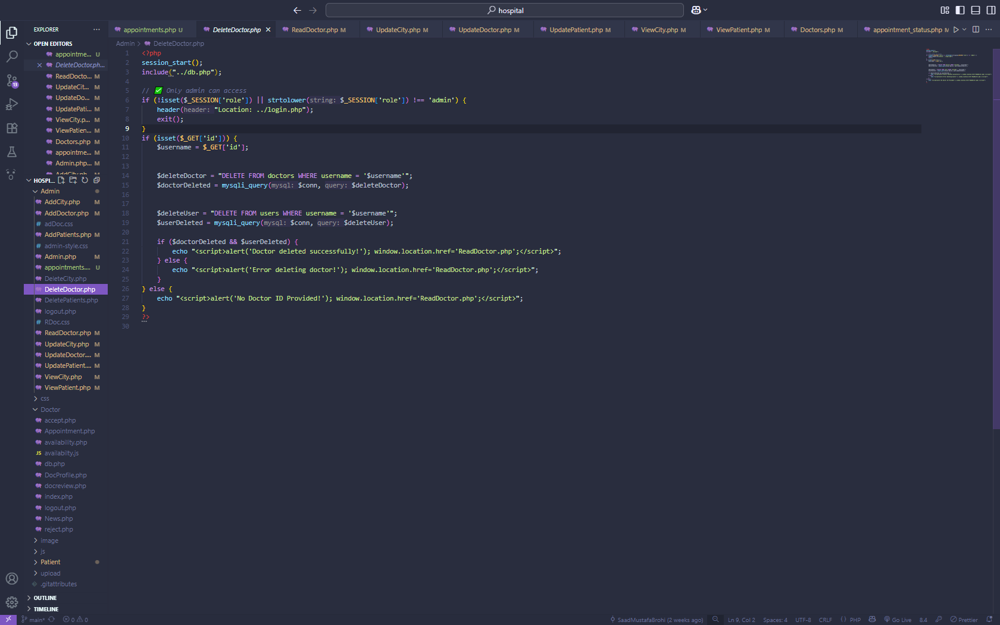 hospital
EXPLORER
appointments.php U
DeleteDoctor.php
ReadDoctor.php M
UpdateCity.php M
UpdateDoctor.php M
UpdatePatient.php M
ViewCity.php M
ViewPatient.php M
Doctors.php M
appointment_status.php M
OPEN EDITORS
appointme... U
DeleteDoctor.ph...
ReadDocto... M
UpdateCit... M
UpdateDo... M
UpdatePati... M
ViewCity.p... M
ViewPatien... M
Doctors.php M
appointme... M
Admin.php... M
AddCity.ph... M
13
HOSPI...
Admin
AddCity.php M
AddDoctor.php M
# adDoc.css
AddPatients.php M
# admin-style.css
Admin.php M
appointments.... U
DeleteCity.php
DeleteDoctor.php
DeletePatients.php
logout.php
# RDoc.css
ReadDoctor.php M
UpdateCity.php M
UpdateDoctor.... M
UpdatePatient.... M
ViewCity.php M
ViewPatient.php M
css
Doctor
accept.php
Appointment.php
availability.php
JS availabilty.js
db.php
DocProfile.php
docreview.php
index.php
logout.php
News.php
reject.php
image
js
Patient
upload
.gitattributes
OUTLINE
TIMELINE
Admin > DeleteDoctor.php
1 <?php
2 session_start();
3 include("../db.php");
4
5 // ✅ Only admin can access
6 if (!isset($_SESSION['role']) || strtolower(string: $_SESSION['role']) !== 'admin') {
7 header(header: "Location: ../login.php");
8 exit();
9 }
10 if (isset($_GET['id'])) {
11 $username = $_GET['id'];
12
13
14 $deleteDoctor = "DELETE FROM doctors WHERE username = '$username'";
15 $doctorDeleted = mysqli_query(mysql: $conn, query: $deleteDoctor);
16
17
18 $deleteUser = "DELETE FROM users WHERE username = '$username'";
19 $userDeleted = mysqli_query(mysql: $conn, query: $deleteUser);
20
21 if ($doctorDeleted && $userDeleted) {
22 echo "<script>alert('Doctor deleted successfully!'); window.location.href='ReadDoctor.php';</script>";
23 } else {
24 echo "<script>alert('Error deleting doctor!'); window.location.href='ReadDoctor.php';</script>";
25 }
26 } else {
27 echo "<script>alert('No Doctor ID Provided!'); window.location.href='ReadDoctor.php';</script>";
28 }
29 ?>
30
main*
0 0
SaadMustafaBrohi (2 weeks ago)
Ln 9, Col 2
Spaces: 4
UTF-8
CRLF
{ } PHP
Go Live
8.4
Prettier